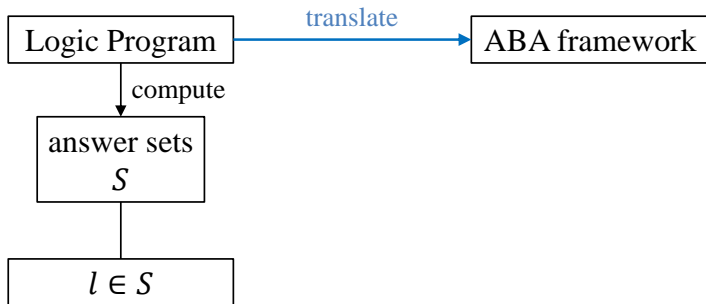 Logic Program
translate
ABA framework
compute
answer sets
S
l ∈ S